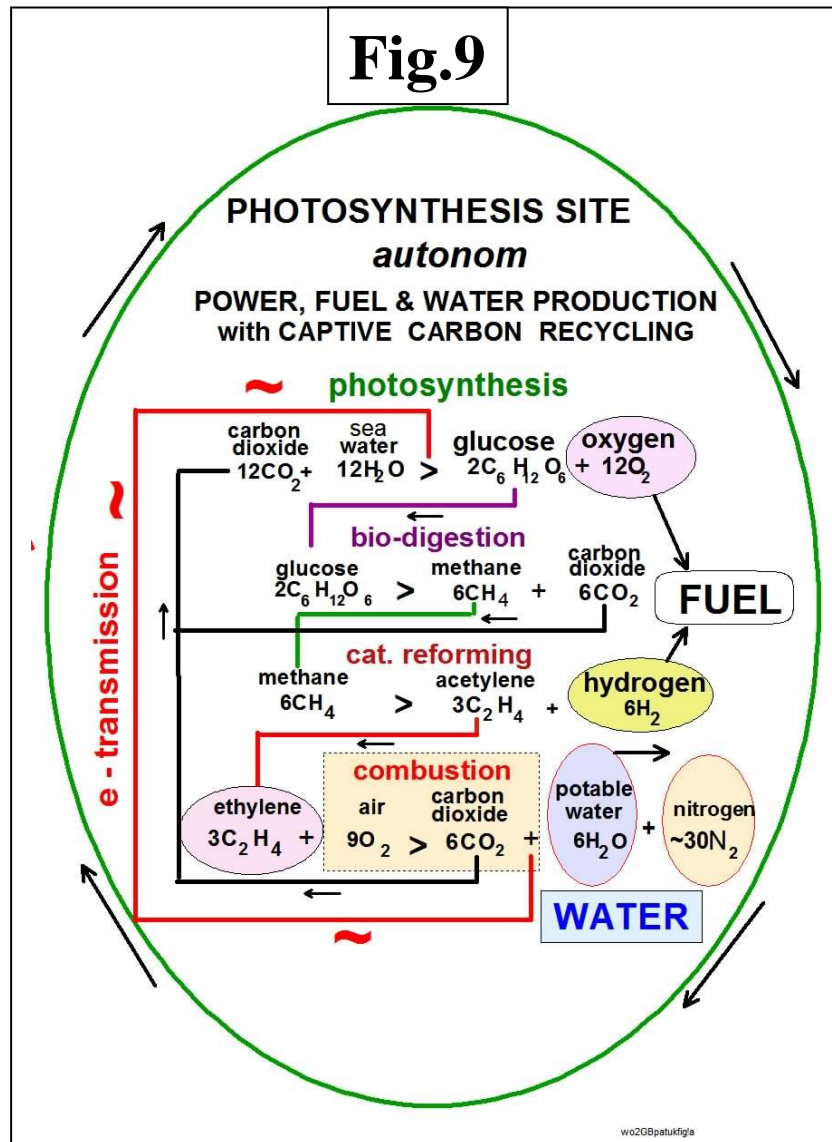 Fig.9
PHOTOSYNTHESIS SITE
autonom
POWER, FUEL & WATER PRODUCTION
with CAPTIVE CARBON RECYCLING
~ photosynthesis
carbon dioxide sea water glucose oxygen
12CO2+ 12H2O > 2C6H12O6 + 12O2
bio-digestion
glucose methane carbon dioxide
2C6H12O6 > 6CH4 + 6CO2
FUEL
cat. reforming
methane acetylene hydrogen
6CH4 > 3C2H4 + 6H2
combustion
ethylene air carbon dioxide potable water nitrogen
3C2H4 + 9O2 > 6CO2 + 6H2O + ~30N2
WATER
~
~
e - transmission
wo2GBpatukfig\a